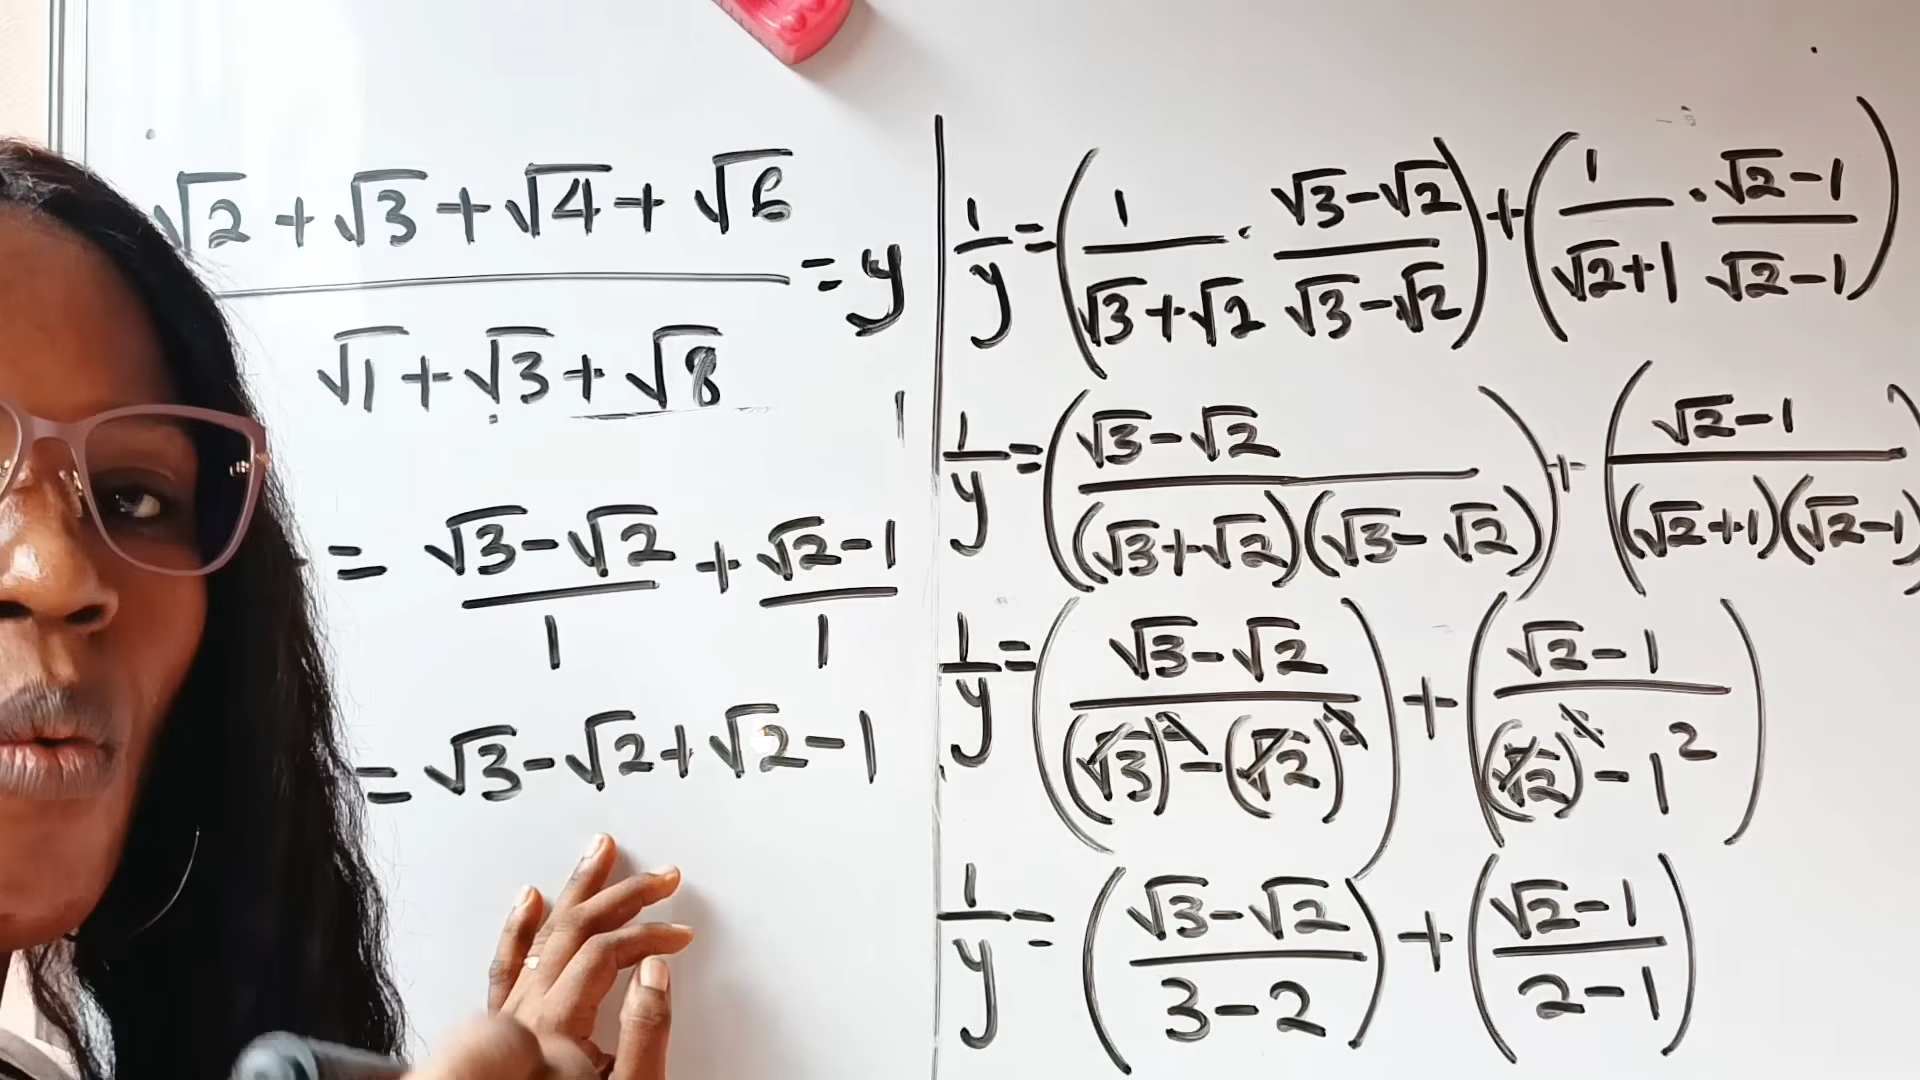 √2 + √3 + √4 + √6
= y
√1 + √3 + √8
= (√3 - √2)/1 + (√2 - 1)/1
= √3 - √2 + √2 - 1
1/y = (1/(√3 + √2) · (√3 - √2)/(√3 - √2)) + (1/(√2 + 1) · (√2 - 1)/(√2 - 1))
1/y = ((√3 - √2)/((√3 + √2)(√3 - √2))) + ((√2 - 1)/((√2 + 1)(√2 - 1)
1/y = ((√3 - √2)/((√3)² - (√2)²)) + ((√2 - 1)/((√2)² - 1²))
1/y = ((√3 - √2)/(3 - 2)) + ((√2 - 1)/(2 - 1))